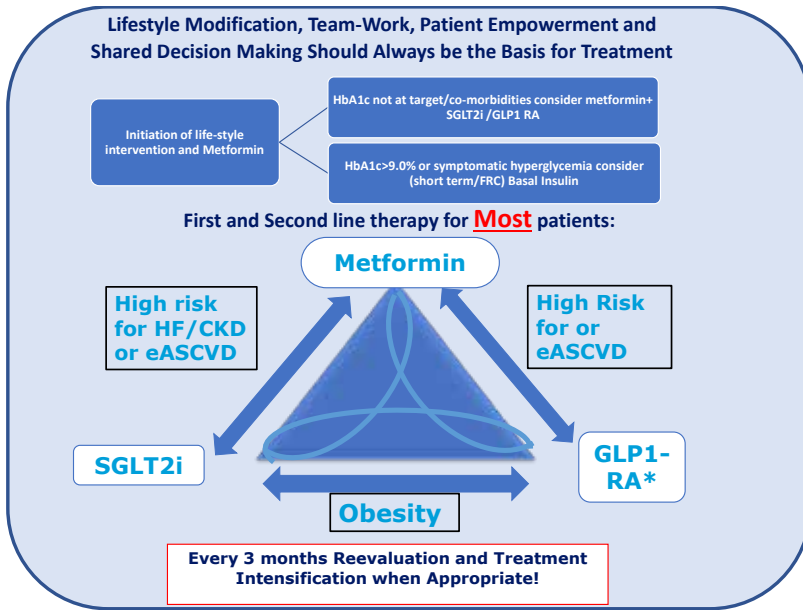 Lifestyle Modification, Team-Work, Patient Empowerment and
Shared Decision Making Should Always be the Basis for Treatment
HbA1c not at target/co-morbidities consider metformin+
SGLT2i /GLP1 RA
Initiation of life-style
intervention and Metformin
HbA1c>9.0% or symptomatic hyperglycemia consider
(short term/FRC) Basal Insulin
First and Second line therapy for Most patients:
Metformin
High risk
for HF/CKD
or eASCVD
High Risk
for or
eASCVD
SGLT2i
GLP1-
RA*
Obesity
Every 3 months Reevaluation and Treatment
Intensification when Appropriate!